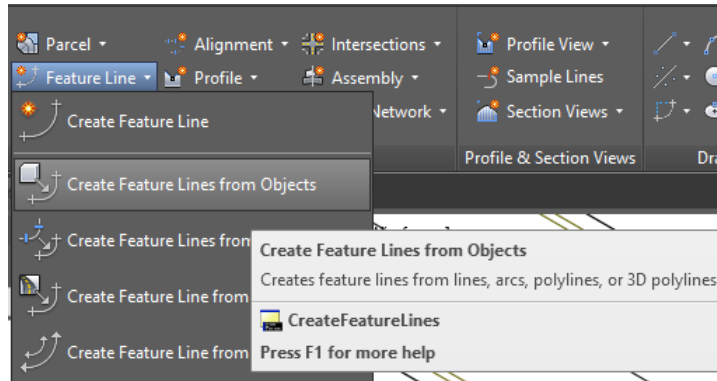 Parcel Alignment Intersections Profile View
Feature Line Profile Assembly Sample Lines
Create Feature Line Network Section Views
Profile & Section Views Dra
Create Feature Lines from Objects
Create Feature Lines from
Create Feature Lines from Objects
Creates feature lines from lines, arcs, polylines, or 3D polylines
Create Feature Line from
CreateFeatureLines
Create Feature Line from
Press F1 for more help